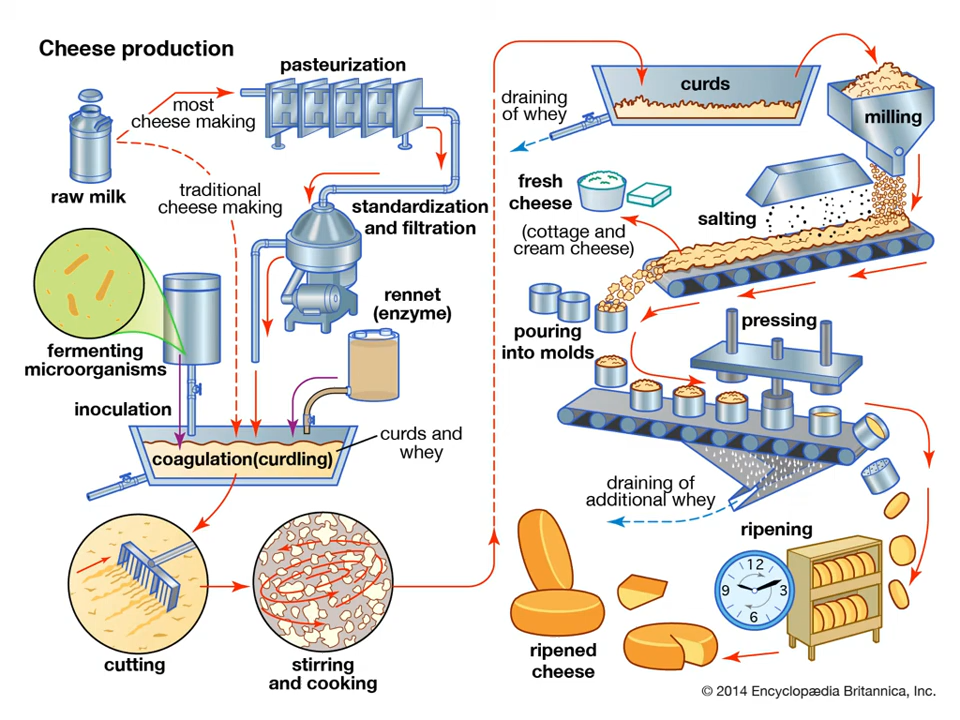 Cheese production
pasteurization
most
cheese making
raw milk
traditional
cheese making
standardization
and filtration
rennet
(enzyme)
fermenting
microorganisms
inoculation
coagulation(curdling)
curds and
whey
cutting
stirring
and cooking
curds
draining
of whey
milling
fresh
cheese
(cottage and
cream cheese)
salting
pouring
into molds
pressing
draining of
additional whey
ripening
12
9
3
6
ripened
cheese
© 2014 Encyclopædia Britannica, Inc.